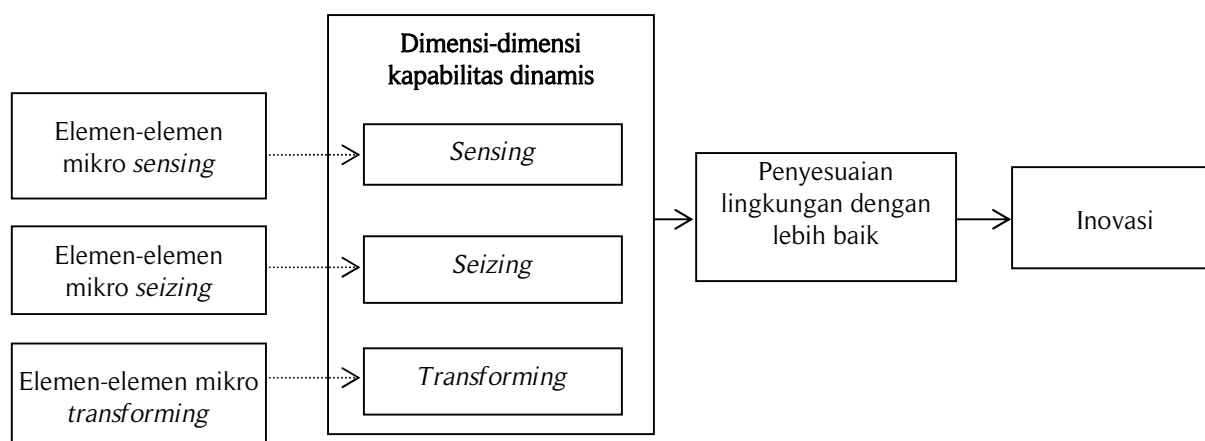 Dimensi-dimensi
kapabilitas dinamis
Elemen-elemen
mikro sensing
Sensing
Penyesuaian
lingkungan dengan
lebih baik
Inovasi
Elemen-elemen
mikro seizing
Seizing
Elemen-elemen mikro
transforming
Transforming